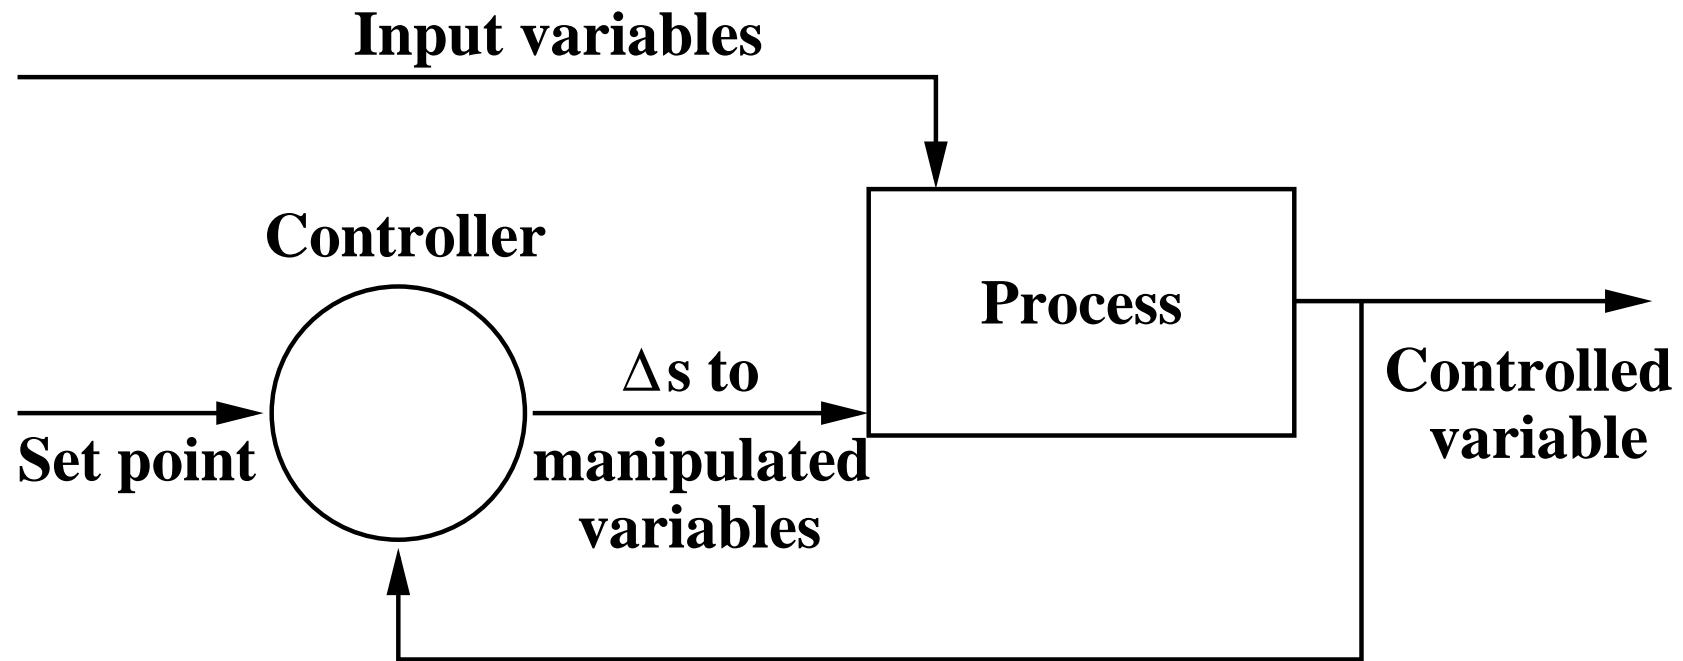 Input variables
Controller
Process
Δs to
manipulated
variables
Set point
Controlled
variable